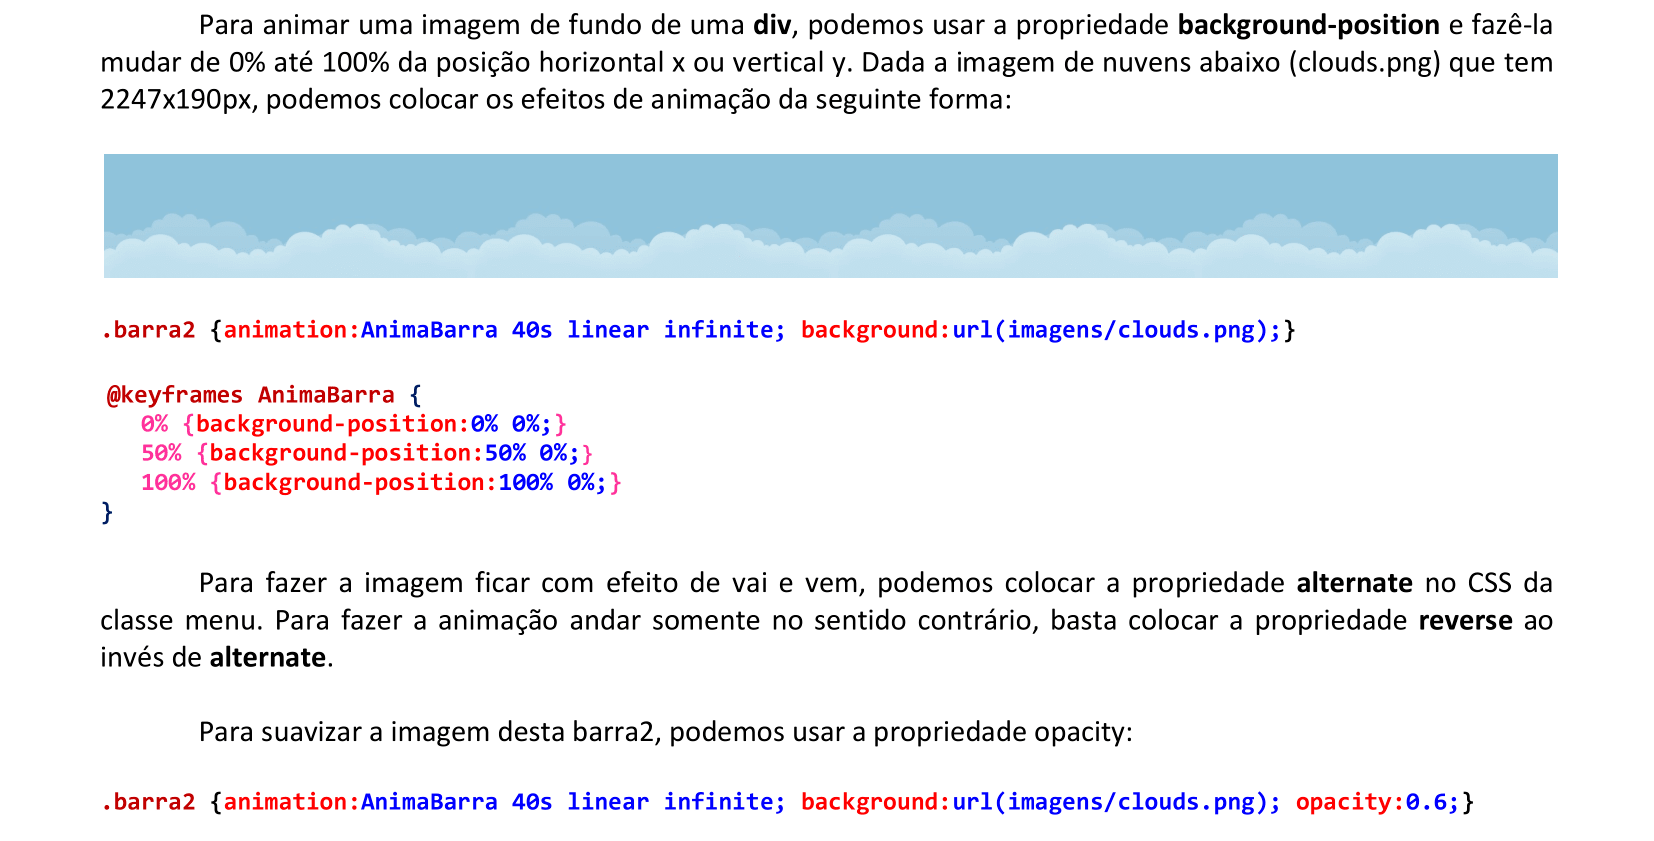 Para animar uma imagem de fundo de uma div, podemos usar a propriedade background-position e fazê-la
mudar de 0% até 100% da posição horizontal x ou vertical y. Dada a imagem de nuvens abaixo (clouds.png) que tem
2247x190px, podemos colocar os efeitos de animação da seguinte forma:
.barra2 {animation:AnimaBarra 40s linear infinite; background:url(imagens/clouds.png);}
@keyframes AnimaBarra {
0% {background-position:0% 0%;}
50% {background-position:50% 0%;}
100% {background-position:100% 0%;}
}
Para fazer a imagem ficar com efeito de vai e vem, podemos colocar a propriedade alternate no CSS da
classe menu. Para fazer a animação andar somente no sentido contrário, basta colocar a propriedade reverse ao
invés de alternate.
Para suavizar a imagem desta barra2, podemos usar a propriedade opacity:
.barra2 {animation:AnimaBarra 40s linear infinite; background:url(imagens/clouds.png); opacity:0.6;}